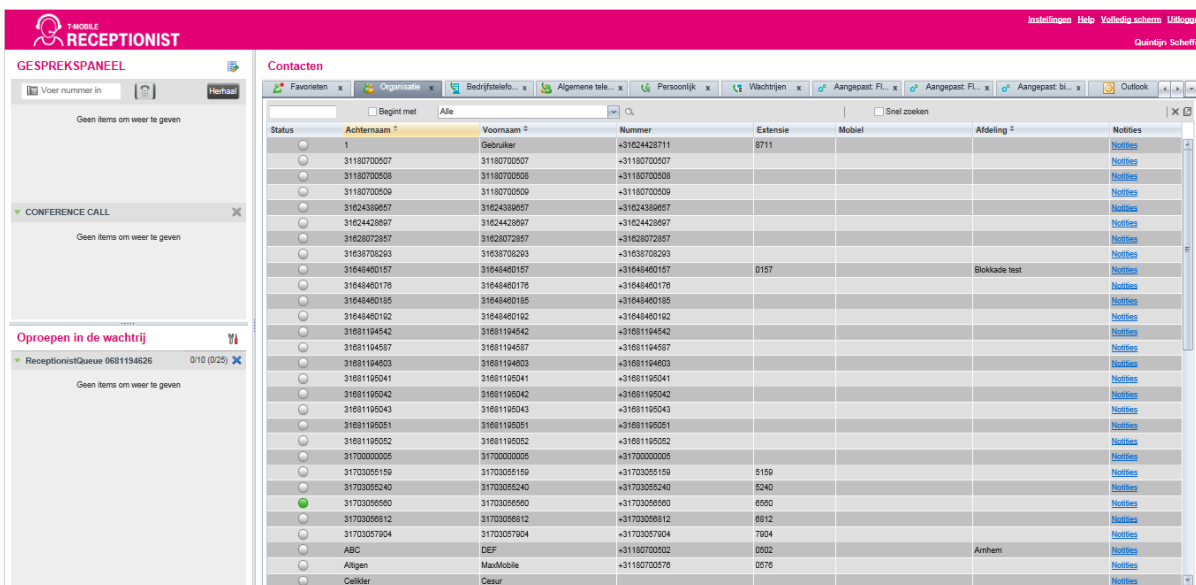 T-MOBILE
RECEPTIONIST
Instellingen Help Volledig scherm Uitlogge
Quintijn Scheffe
GESPREKSPANEEL
Voer nummer in Herhaal
Geen items om weer te geven
CONFERENCE CALL
Geen items om weer te geven
Oproepen in de wachtrij
ReceptionistQueue 0681194626 0/10 (0/25)
Geen items om weer te geven
Contacten
Favorieten x Organisatie x Bedrijfstelefo... x Algemene tele... x Persoonlijk x Wachtrijen x Aangepast: Fl... x Aangepast: Fl... x Aangepast: bi... x Outlook
Begint met Alle Snel zoeken
Status Achternaam Voornaam Nummer Extensie Mobiel Afdeling Notities
1 Gebruiker +31624428711 8711 Notities
31180700507 31180700507 +31180700507 Notities
31180700508 31180700508 +31180700508 Notities
31180700509 31180700509 +31180700509 Notities
31624389657 31624389657 +31624389657 Notities
31624428697 31624428697 +31624428697 Notities
31628072857 31628072857 +31628072857 Notities
31638708293 31638708293 +31638708293 Notities
31648460157 31648460157 +31648460157 0157 Blokkade test Notities
31648460176 31648460176 +31648460176 Notities
31648460185 31648460185 +31648460185 Notities
31648460192 31648460192 +31648460192 Notities
31681194542 31681194542 +31681194542 Notities
31681194587 31681194587 +31681194587 Notities
31681194603 31681194603 +31681194603 Notities
31681195041 31681195041 +31681195041 Notities
31681195042 31681195042 +31681195042 Notities
31681195043 31681195043 +31681195043 Notities
31681195051 31681195051 +31681195051 Notities
31681195052 31681195052 +31681195052 Notities
31700000005 31700000005 +31700000005 Notities
31703055159 31703055159 +31703055159 5159 Notities
31703055240 31703055240 +31703055240 5240 Notities
31703056560 31703056560 +31703056560 6560 Notities
31703056812 31703056812 +31703056812 6812 Notities
31703057904 31703057904 +31703057904 7904 Notities
ABC DEF +31180700502 0502 Arnhem Notities
Altigen MaxMobile +31180700576 0576 Notities
Celikler Cesur Notities